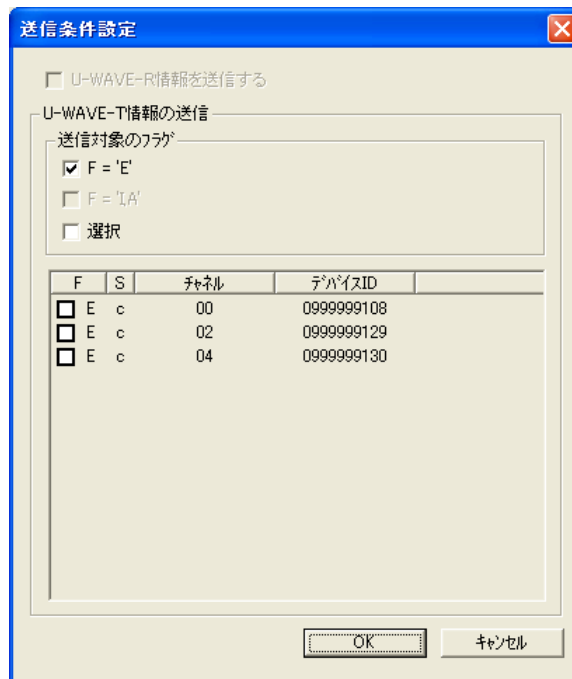 送信条件設定
U-WAVE-R情報を送信する
U-WAVE-T情報の送信
送信対象のﾌﾗｸﾞ
F = 'E'
F = 'I,A'
選択
F S ﾁｬﾈﾙ ﾃﾞﾊﾞｲｽID
E c 00 0999999108
E c 02 0999999129
E c 04 0999999130
OK ｷｬﾝｾﾙ